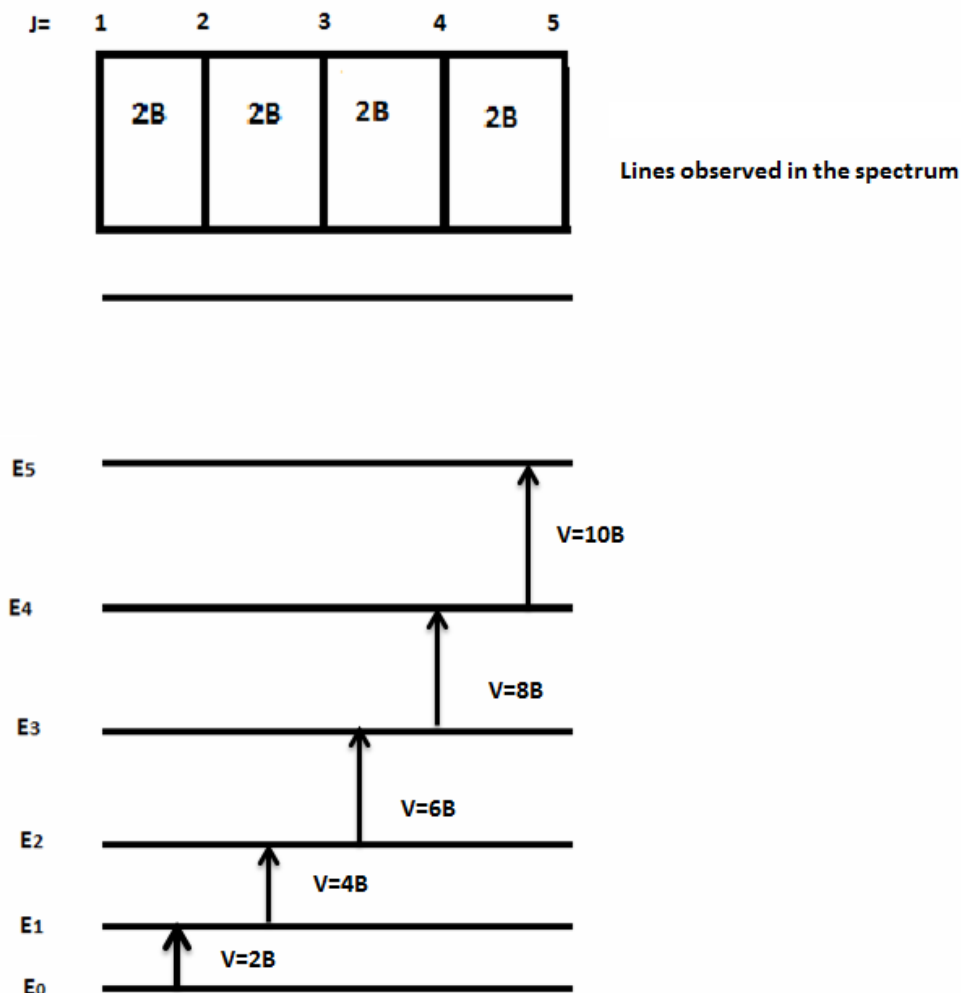 J= 1 2 3 4 5
2B 2B 2B 2B
Lines observed in the spectrum
E5
V=10B
E4
V=8B
E3
V=6B
E2
V=4B
E1
V=2B
E0